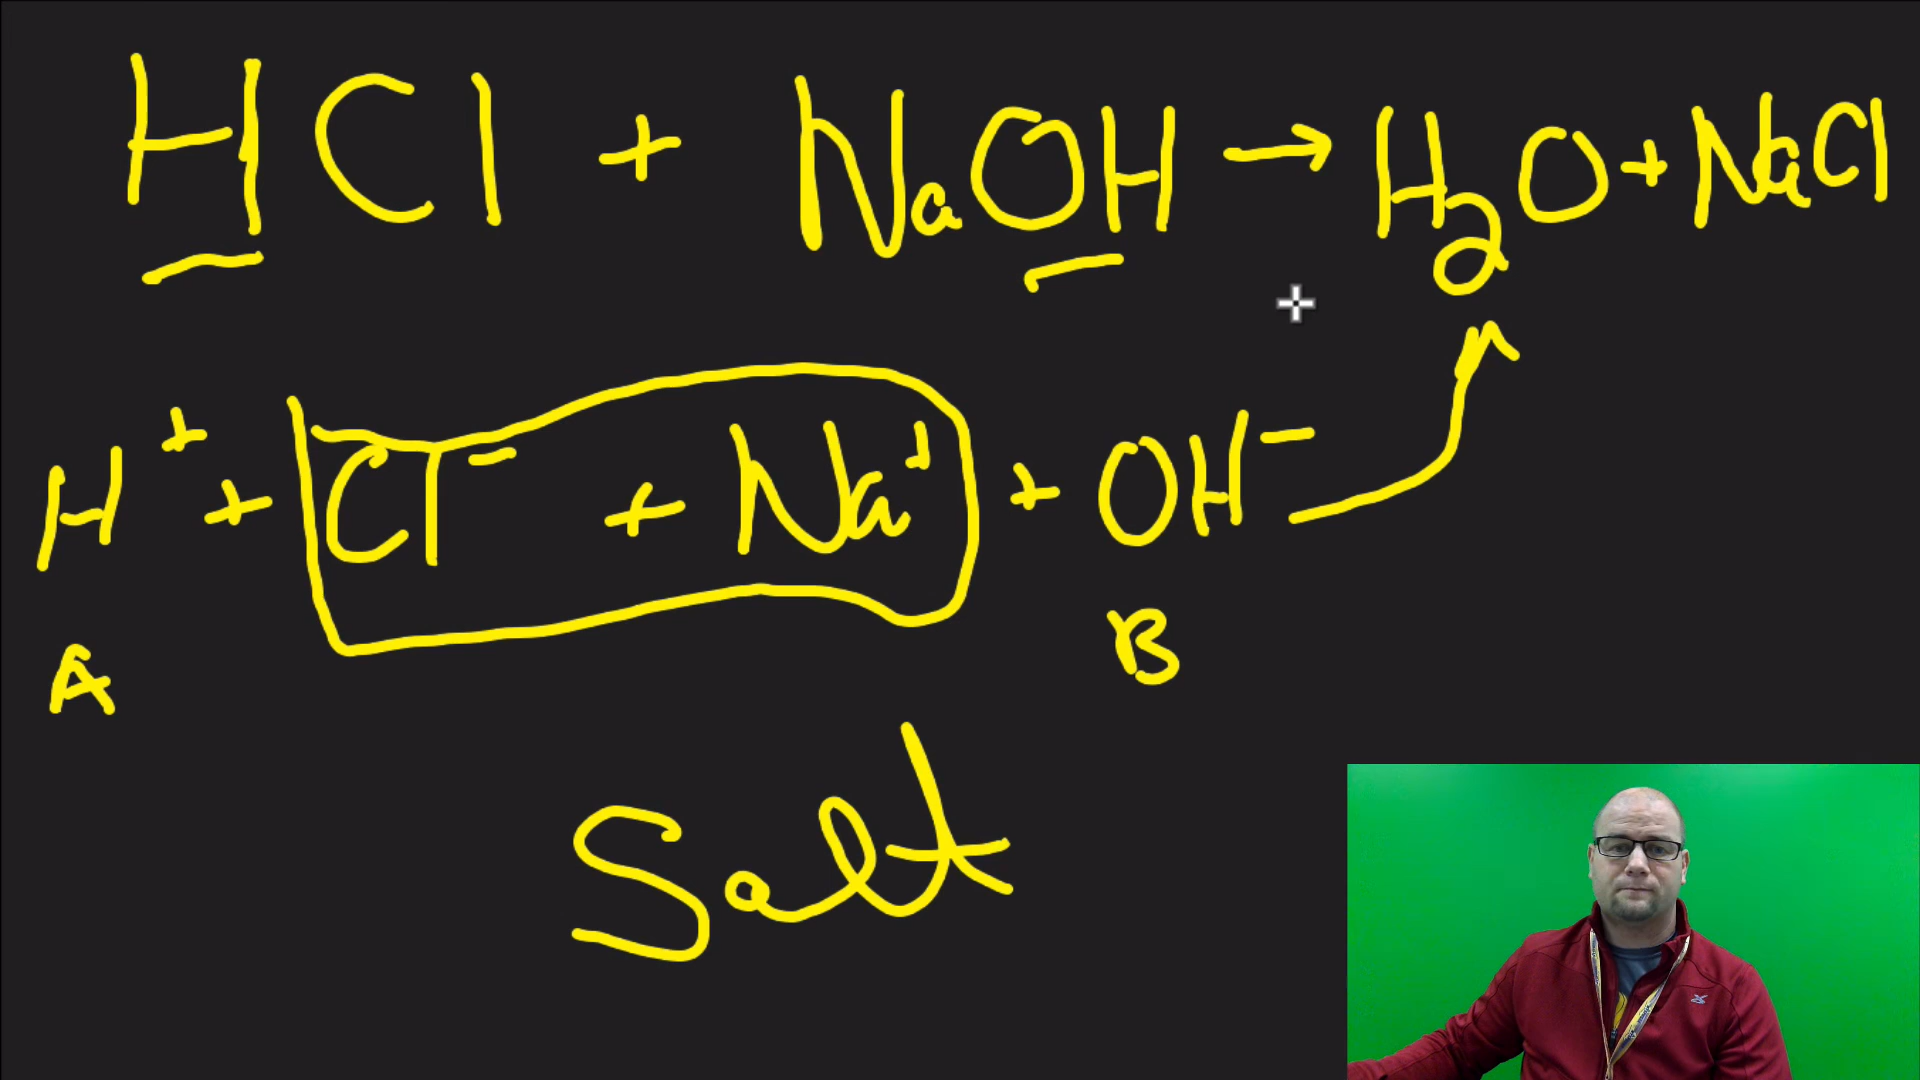 HCl + NaOH → H₂O + NaCl
H⁺ + Cl⁻ + Na⁺ + OH⁻
A B
Salt